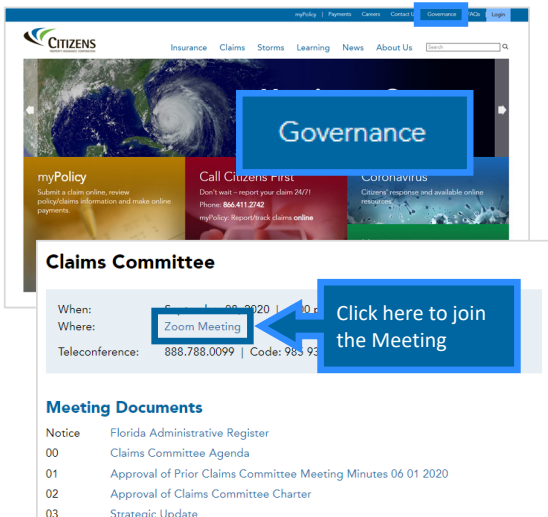 myPolicy | Payments Careers Contact U Governance FAQs | Login
CITIZENS
PROPERTY INSURANCE CORPORATION
Insurance Claims Storms Learning News About Us Search
Governance
myPolicy
Submit a claim online, review
policy/claims information and make online
payments.
Call Citizens First
Don't wait – report your claim 24/7!
Phone: 866.411.2742
myPolicy: Report/track claims online
Coronavirus
Citizens' response and available online
resources
Claims Committee
When: 2020 |
Where: Zoom Meeting
Teleconference: 888.788.0099 | Code: 985 93
Click here to join
the Meeting
Meeting Documents
Notice Florida Administrative Register
00 Claims Committee Agenda
01 Approval of Prior Claims Committee Meeting Minutes 06 01 2020
02 Approval of Claims Committee Charter
03 Strategic Update